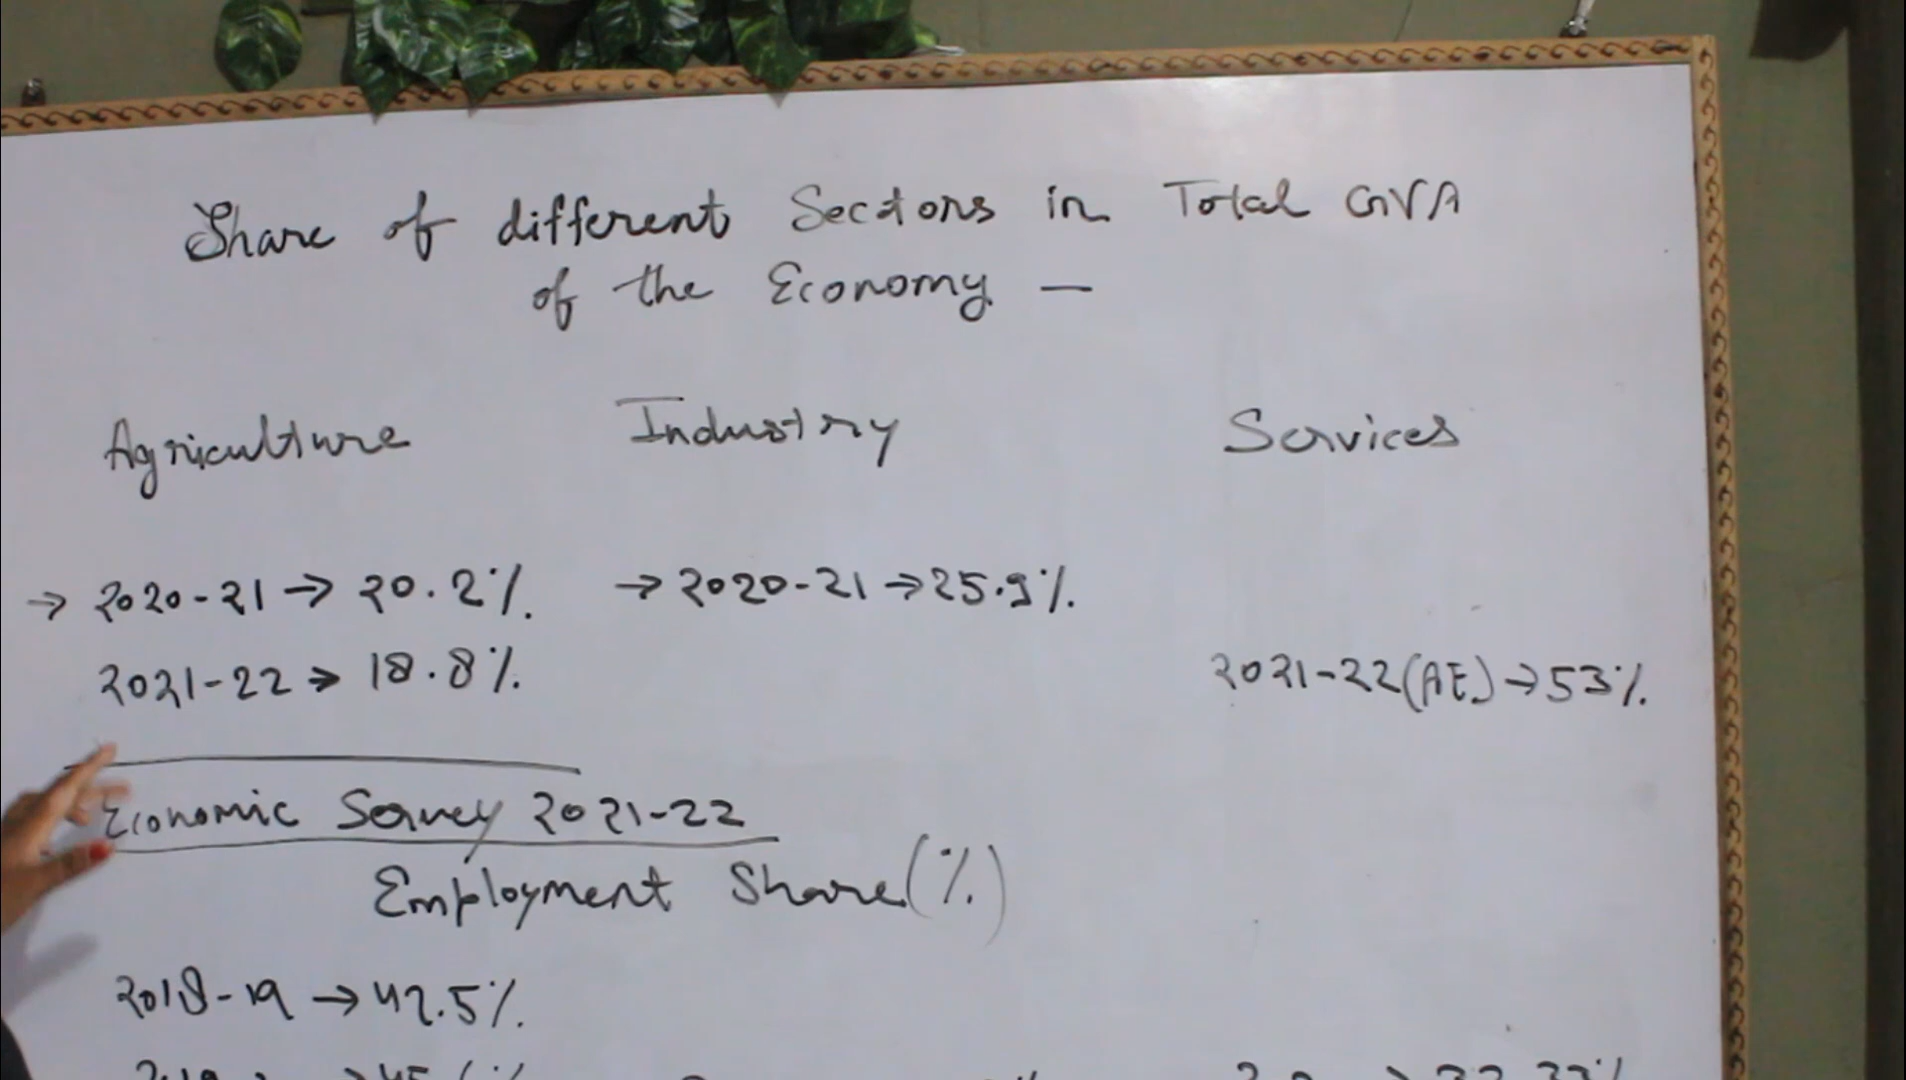 Share of different Sectors in Total GVA
of the Economy —
Agriculture Industry Services
→ 2020-21 → 20.2% → 2020-21 → 25.9%
2021-22 → 18.8% 2021-22 (AE) → 53%
Economic Survey 2021-22
Employment Share (%)
2018-19 → 42.5%